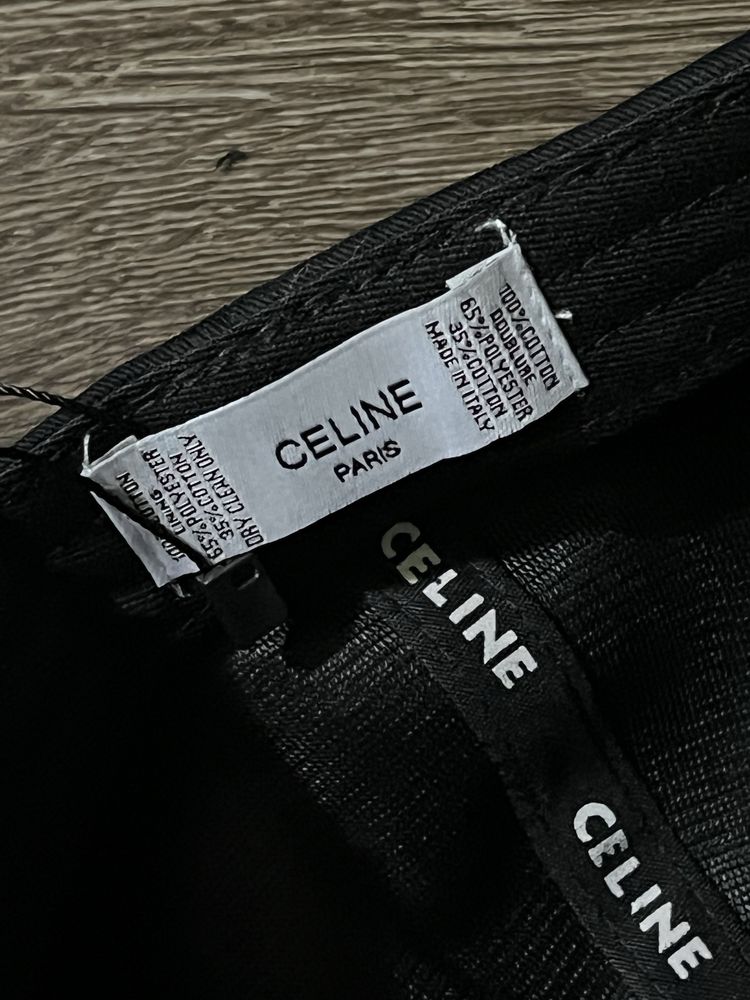 CELINE
PARIS
100%COTTON
DOUBLURE
65%POLYESTER
35%COTTON
MADE IN ITALY
100%COTTON
LINING
65%POLYESTER
35%COTTON
DRY CLEAN ONLY
CELINE
CELINE